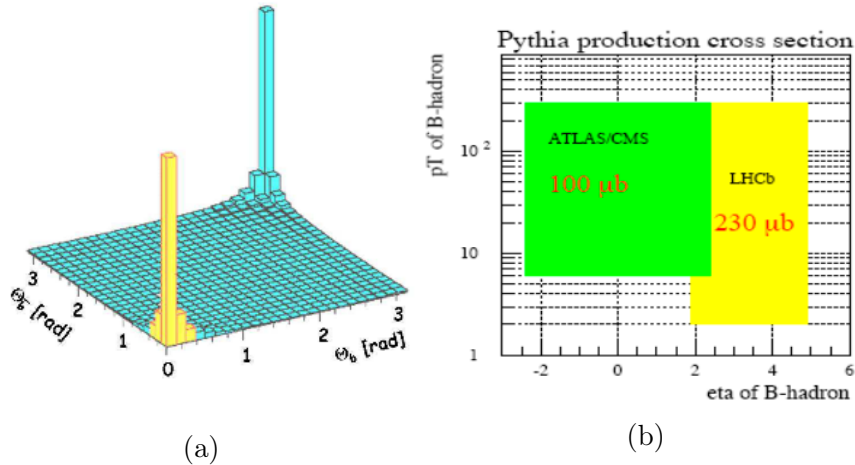 3
2
1
0
1
2
3
Θb̅ [rad]
Θb [rad]
(a)
Pythia production cross section
pT of B-hadron
ATLAS/CMS
100 μb
LHCb
230 μb
10 2
10
1
-2 0 2 4 6
eta of B-hadron
(b)